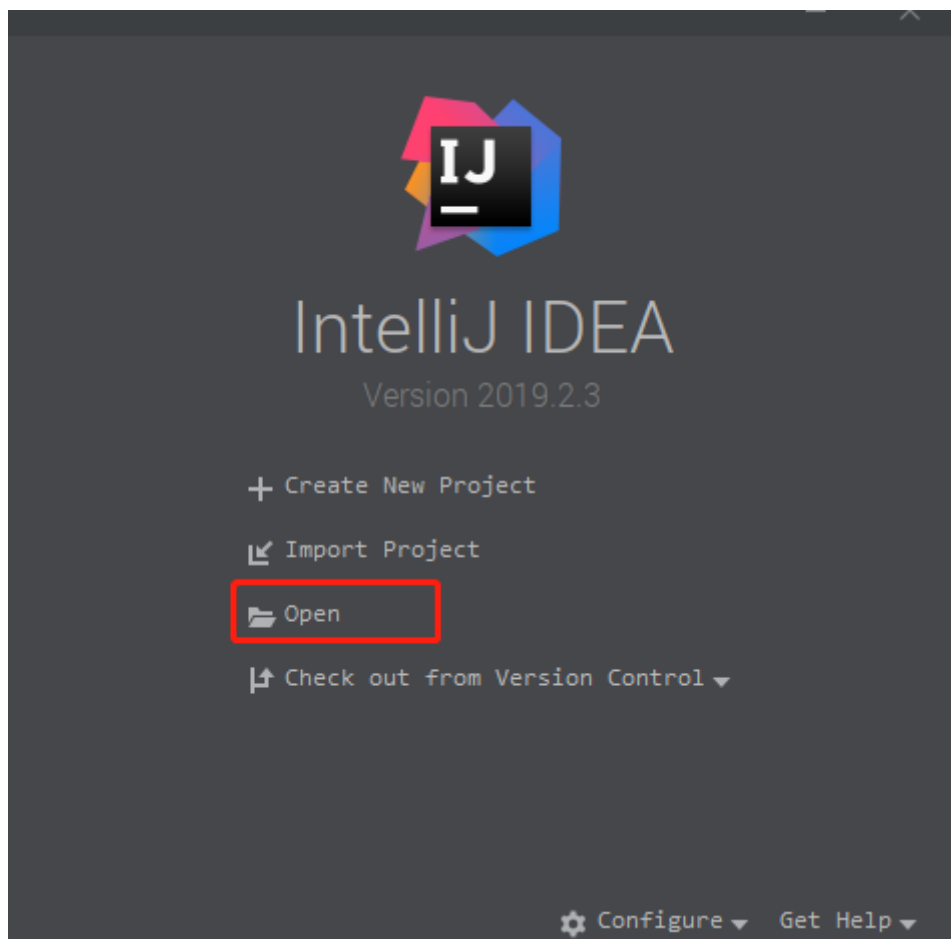 IJ
IntelliJ IDEA
Version 2019.2.3
Create New Project
Import Project
Open
Check out from Version Control
Configure Get Help